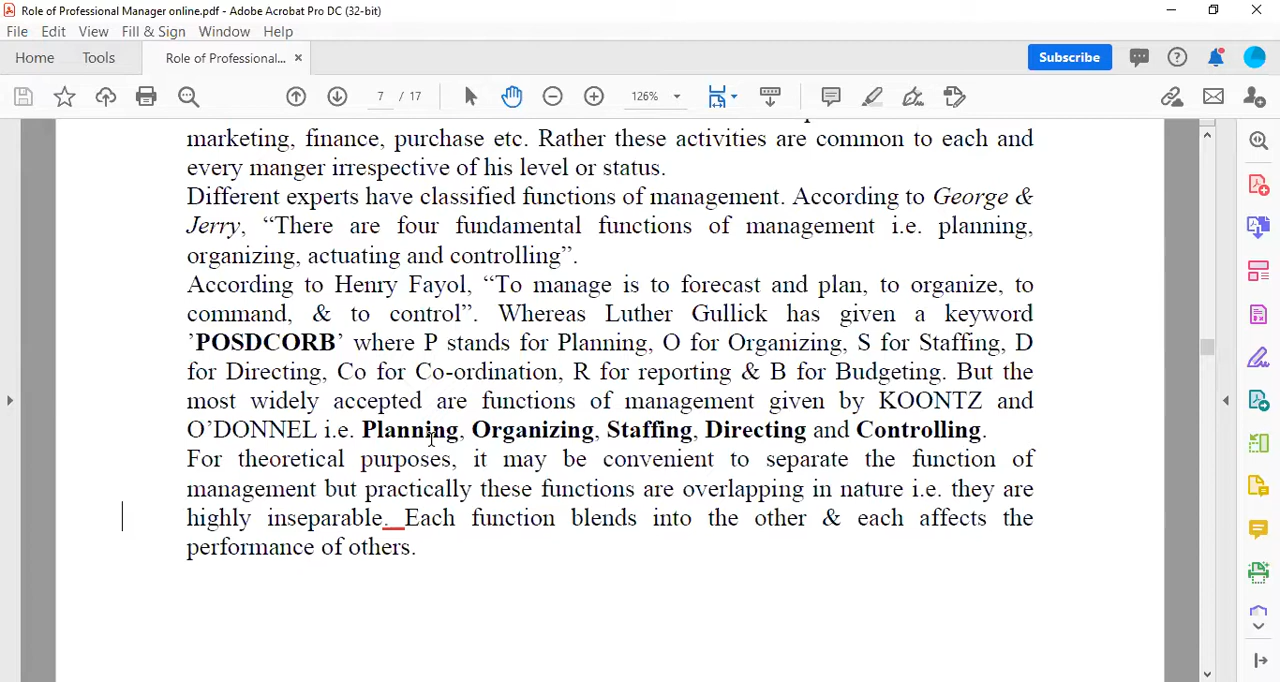 Role of Professional Manager online.pdf - Adobe Acrobat Pro DC (32-bit)
File Edit View Fill & Sign Window Help
Home Tools Role of Professional... × Subscribe
7 / 17 126%
marketing, finance, purchase etc. Rather these activities are common to each and
every manger irrespective of his level or status.
Different experts have classified functions of management. According to George &
Jerry, “There are four fundamental functions of management i.e. planning,
organizing, actuating and controlling”.
According to Henry Fayol, “To manage is to forecast and plan, to organize, to
command, & to control”. Whereas Luther Gullick has given a keyword
’POSDCORB’ where P stands for Planning, O for Organizing, S for Staffing, D
for Directing, Co for Co-ordination, R for reporting & B for Budgeting. But the
most widely accepted are functions of management given by KOONTZ and
O’DONNEL i.e. Planning, Organizing, Staffing, Directing and Controlling.
For theoretical purposes, it may be convenient to separate the function of
management but practically these functions are overlapping in nature i.e. they are
highly inseparable. Each function blends into the other & each affects the
performance of others.